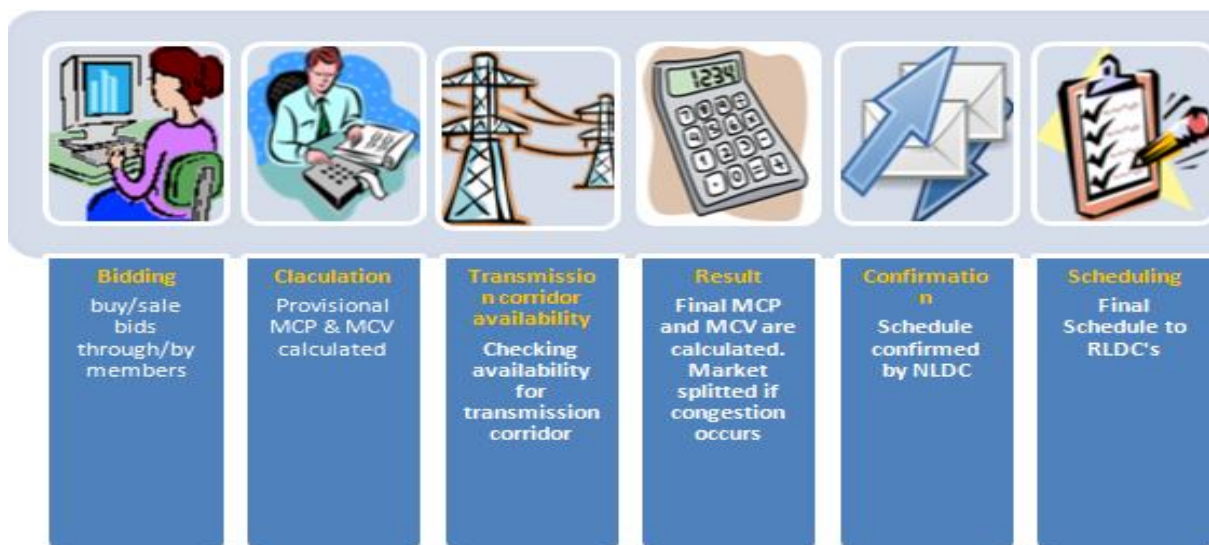 1234
Bidding
buy/sale
bids
through/by
members
Claculation
Provisional
MCP & MCV
calculated
Transmissio
n corridor
availability
Checking
availability
for
transmission
corridor
Result
Final MCP
and MCV are
calculated.
Market
splitted if
congestion
occurs
Confirmatio
n
Schedule
confirmed
by NLDC
Scheduling
Final
Schedule to
RLDC's